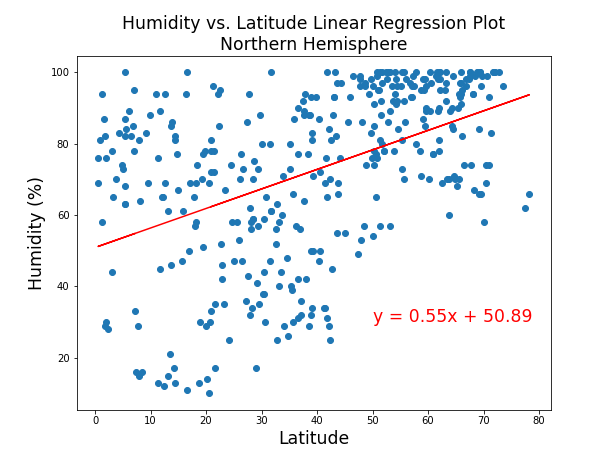 Humidity vs. Latitude Linear Regression Plot
Northern Hemisphere
Humidity (%)
100
80
60
40
20
y = 0.55x + 50.89
0 10 20 30 40 50 60 70 80
Latitude